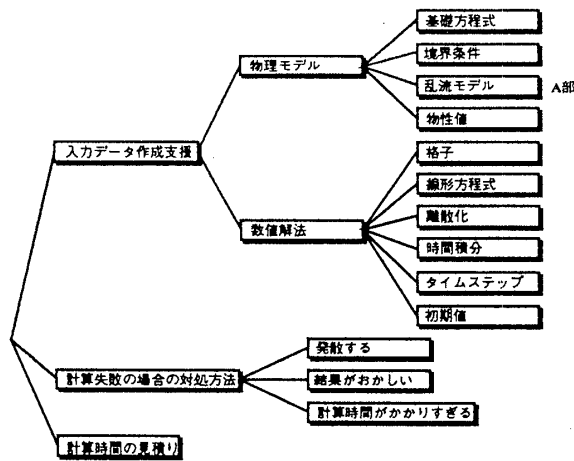 基礎方程式
物理モデル
境界条件
乱流モデル
A部
物性値
入力データ作成支援
格子
線形方程式
数値解法
離散化
時間積分
タイムステップ
初期値
発散する
計算失敗の場合の対処方法
結果がおかしい
計算時間がかかりすぎる
計算時間の見積り